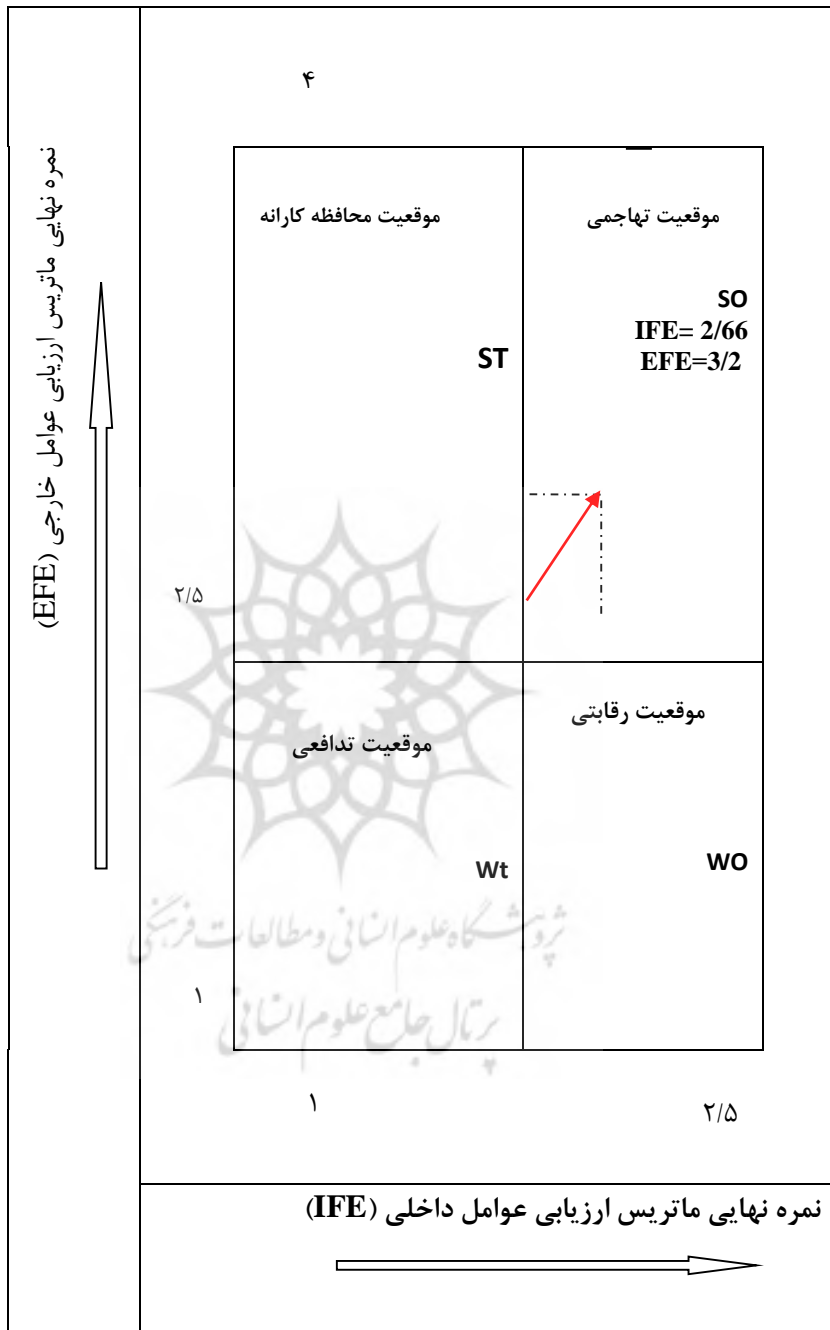 ۴
نمره نهایی ماتریس ارزیابی عوامل خارجی (EFE)
موقعیت تهاجمی
موقعیت محافظه کارانه
SO
IFE= 2/66
EFE=3/2
ST
۲/۵
موقعیت رقابتی
موقعیت تدافعی
WO
Wt
پژوهشگاه علوم انسانی و مطالعات فرهنگی
۱
پرتال جامع علوم انسانی
۱
۲/۵
نمره نهایی ماتریس ارزیابی عوامل داخلی (IFE)